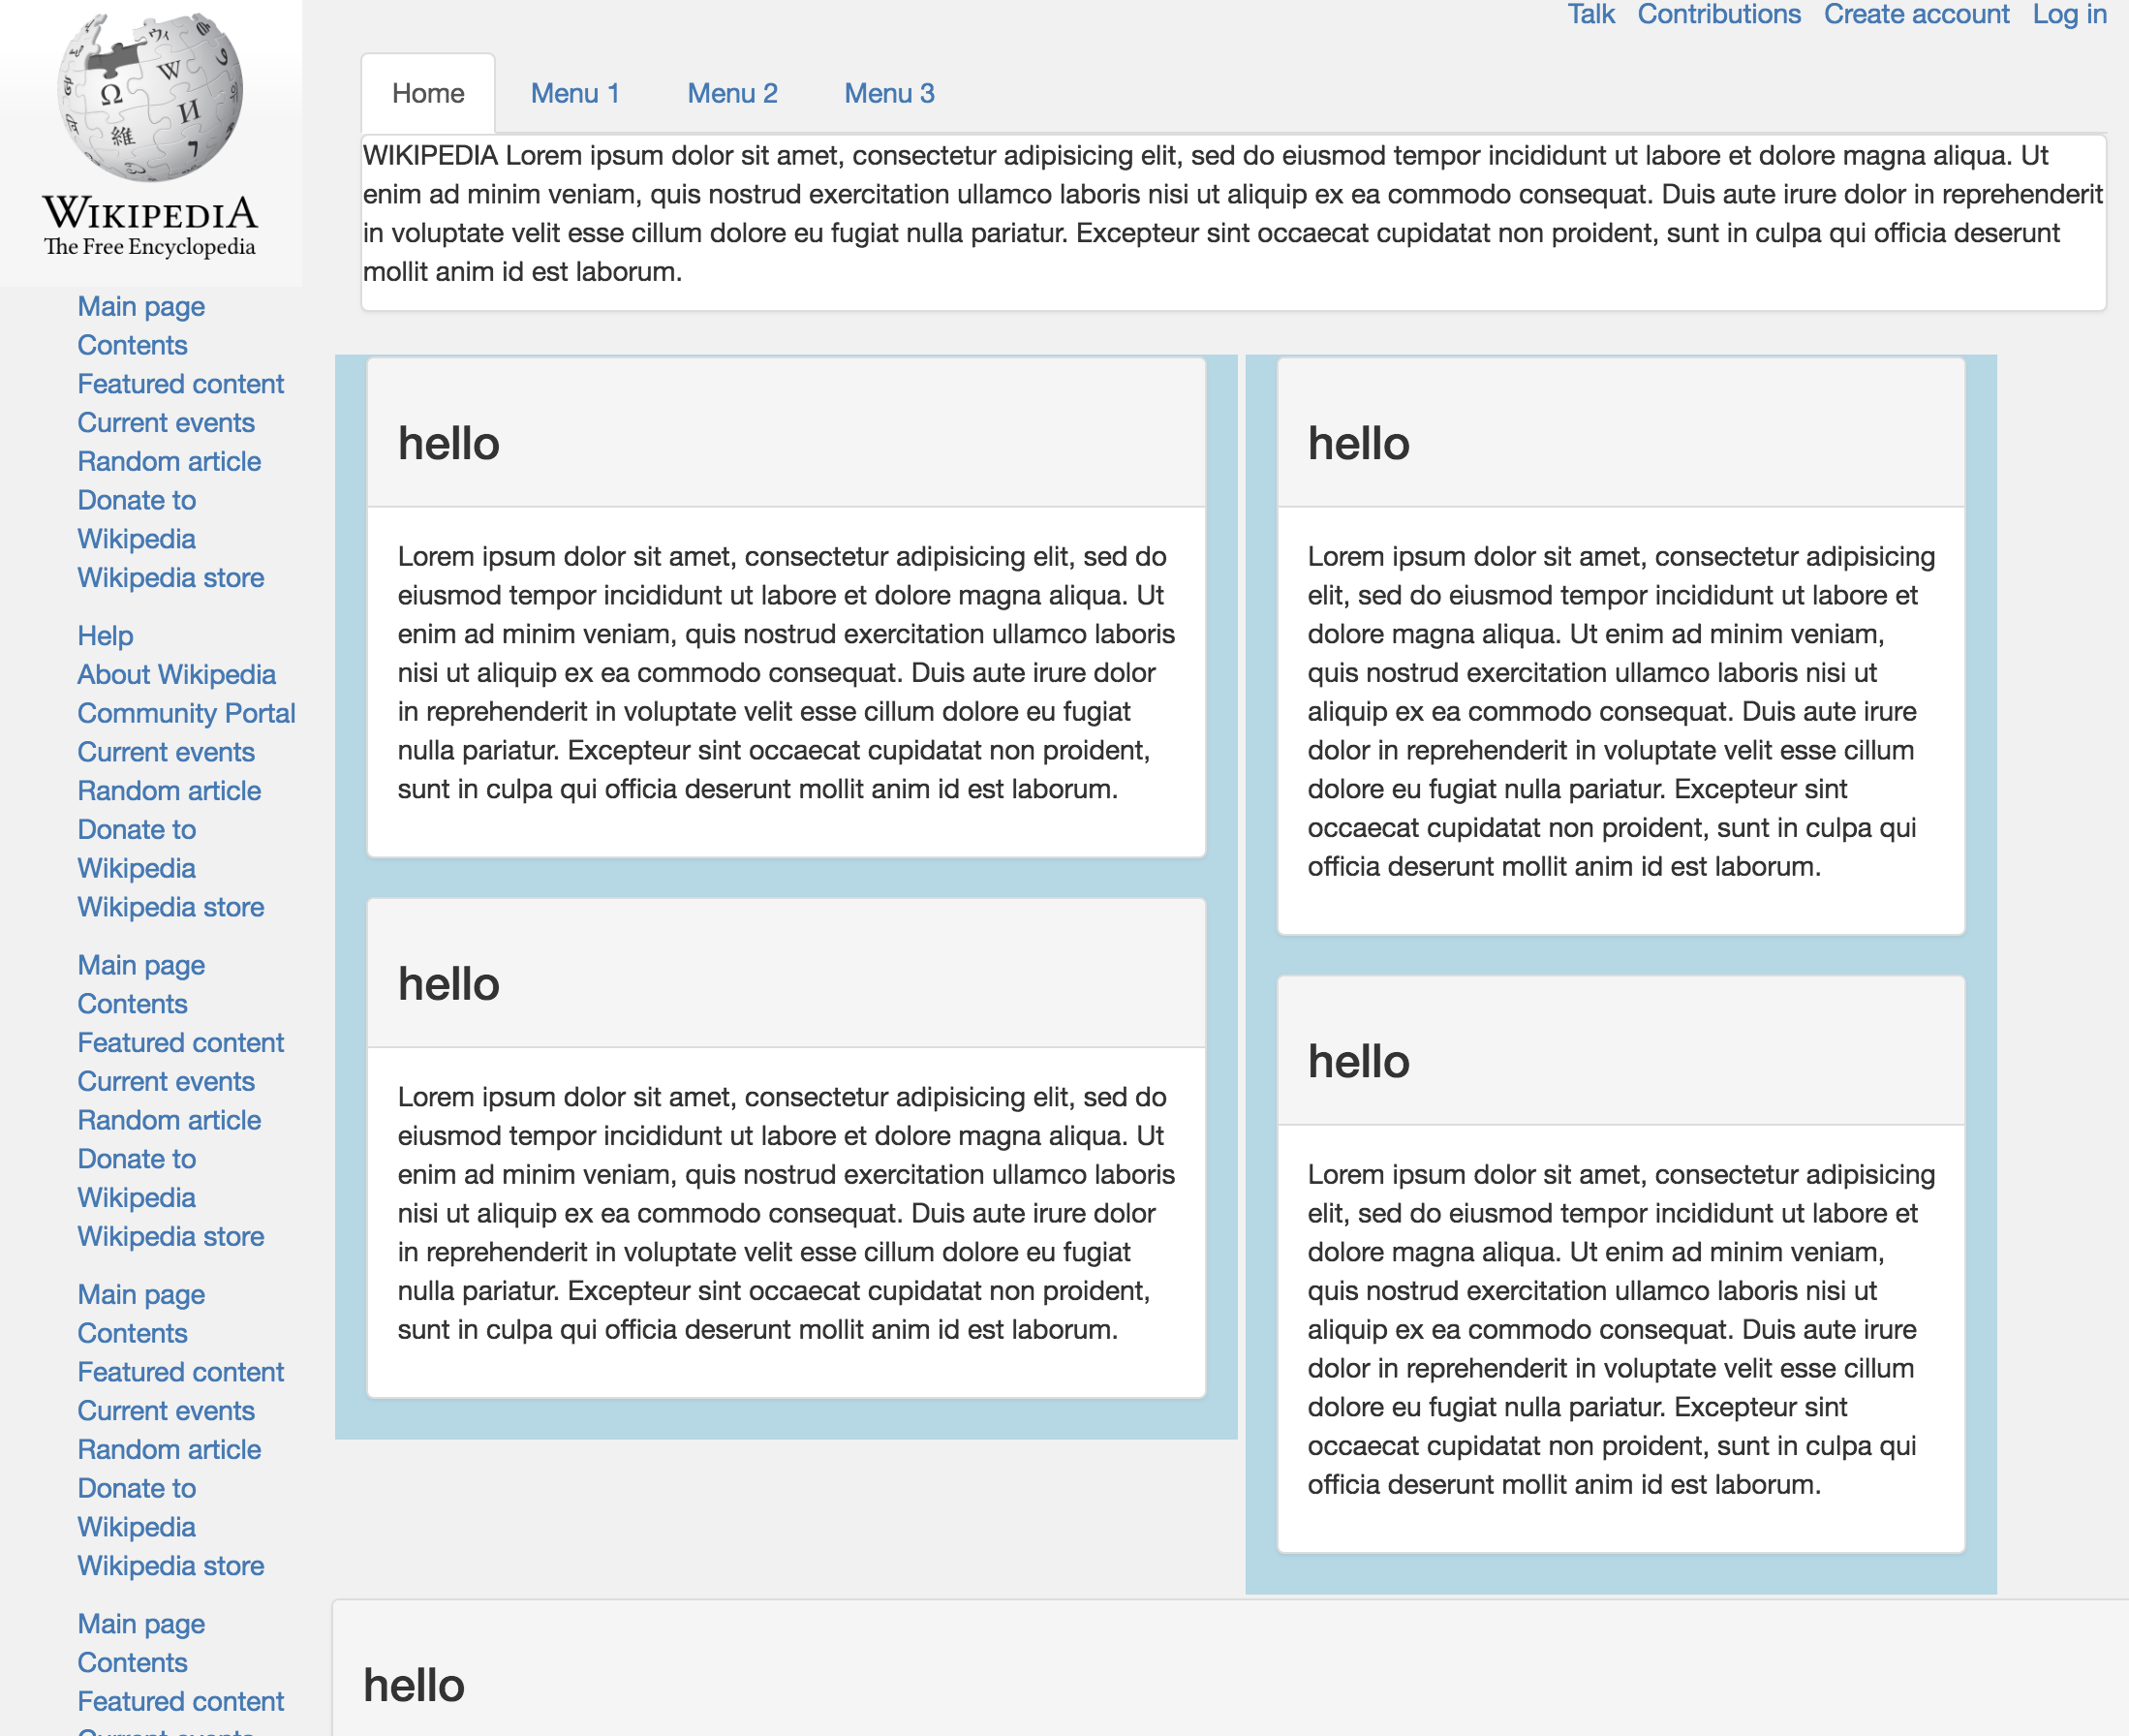 Talk Contributions Create account Log in
WIKIPEDIA
The Free Encyclopedia
Main page
Contents
Featured content
Current events
Random article
Donate to
Wikipedia
Wikipedia store
Help
About Wikipedia
Community Portal
Current events
Random article
Donate to
Wikipedia
Wikipedia store
Main page
Contents
Featured content
Current events
Random article
Donate to
Wikipedia
Wikipedia store
Main page
Contents
Featured content
Current events
Random article
Donate to
Wikipedia
Wikipedia store
Main page
Contents
Featured content
Home Menu 1 Menu 2 Menu 3
WIKIPEDIA Lorem ipsum dolor sit amet, consectetur adipisicing elit, sed do eiusmod tempor incididunt ut labore et dolore magna aliqua. Ut
enim ad minim veniam, quis nostrud exercitation ullamco laboris nisi ut aliquip ex ea commodo consequat. Duis aute irure dolor in reprehenderit
in voluptate velit esse cillum dolore eu fugiat nulla pariatur. Excepteur sint occaecat cupidatat non proident, sunt in culpa qui officia deserunt
mollit anim id est laborum.
hello
Lorem ipsum dolor sit amet, consectetur adipisicing elit, sed do
eiusmod tempor incididunt ut labore et dolore magna aliqua. Ut
enim ad minim veniam, quis nostrud exercitation ullamco laboris
nisi ut aliquip ex ea commodo consequat. Duis aute irure dolor
in reprehenderit in voluptate velit esse cillum dolore eu fugiat
nulla pariatur. Excepteur sint occaecat cupidatat non proident,
sunt in culpa qui officia deserunt mollit anim id est laborum.
hello
Lorem ipsum dolor sit amet, consectetur adipisicing elit, sed do
eiusmod tempor incididunt ut labore et dolore magna aliqua. Ut
enim ad minim veniam, quis nostrud exercitation ullamco laboris
nisi ut aliquip ex ea commodo consequat. Duis aute irure dolor
in reprehenderit in voluptate velit esse cillum dolore eu fugiat
nulla pariatur. Excepteur sint occaecat cupidatat non proident,
sunt in culpa qui officia deserunt mollit anim id est laborum.
hello
Lorem ipsum dolor sit amet, consectetur adipisicing
elit, sed do eiusmod tempor incididunt ut labore et
dolore magna aliqua. Ut enim ad minim veniam,
quis nostrud exercitation ullamco laboris nisi ut
aliquip ex ea commodo consequat. Duis aute irure
dolor in reprehenderit in voluptate velit esse cillum
dolore eu fugiat nulla pariatur. Excepteur sint
occaecat cupidatat non proident, sunt in culpa qui
officia deserunt mollit anim id est laborum.
hello
Lorem ipsum dolor sit amet, consectetur adipisicing
elit, sed do eiusmod tempor incididunt ut labore et
dolore magna aliqua. Ut enim ad minim veniam,
quis nostrud exercitation ullamco laboris nisi ut
aliquip ex ea commodo consequat. Duis aute irure
dolor in reprehenderit in voluptate velit esse cillum
dolore eu fugiat nulla pariatur. Excepteur sint
occaecat cupidatat non proident, sunt in culpa qui
officia deserunt mollit anim id est laborum.
hello